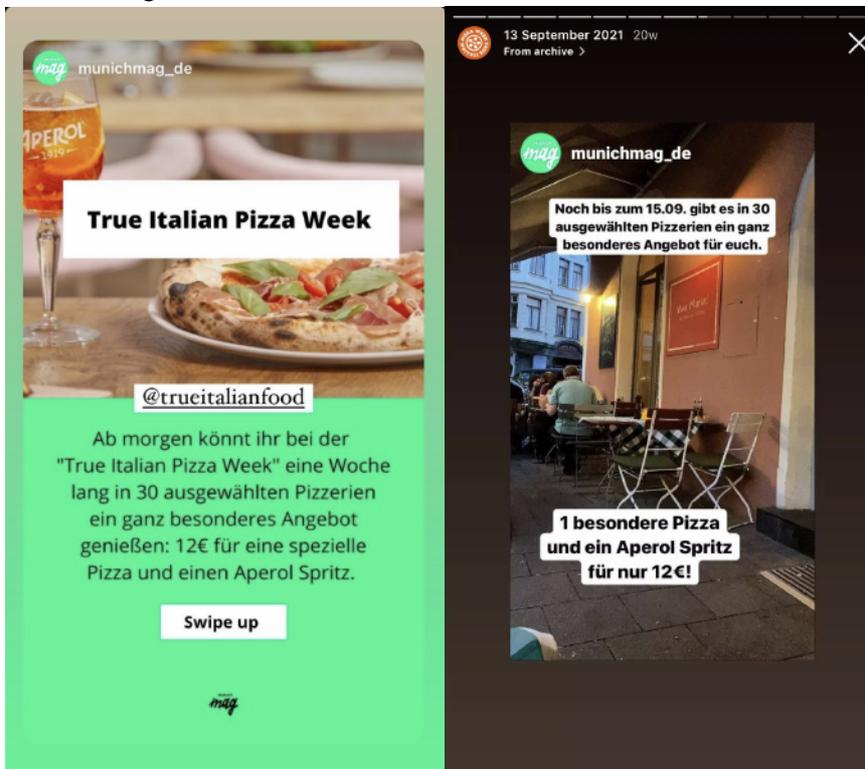 mag munichmag_de
APEROL
1919
True Italian Pizza Week
@trueitalianfood
Ab morgen könnt ihr bei der
"True Italian Pizza Week" eine Woche
lang in 30 ausgewählten Pizzerien
ein ganz besonderes Angebot
genießen: 12€ für eine spezielle
Pizza und einen Aperol Spritz.
Swipe up
mag
13 September 2021 20w
From archive >
mag munichmag_de
Noch bis zum 15.09. gibt es in 30
ausgewählten Pizzerien ein ganz
besonderes Angebot für euch.
1 besondere Pizza
und ein Aperol Spritz
für nur 12€!